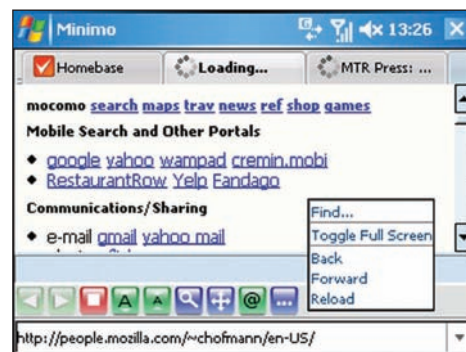 Minimo 13:26
Homebase Loading... MTR Press: ...
mocomo search maps trav news ref shop games
Mobile Search and Other Portals
google yahoo wampad cremin.mobi
RestaurantRow Yelp Fandago
Communications/Sharing
e-mail gmail yahoo mail
Find...
Toggle Full Screen
Back
Forward
Reload
A A @ ...
http://people.mozilla.com/~chofmann/en-US/